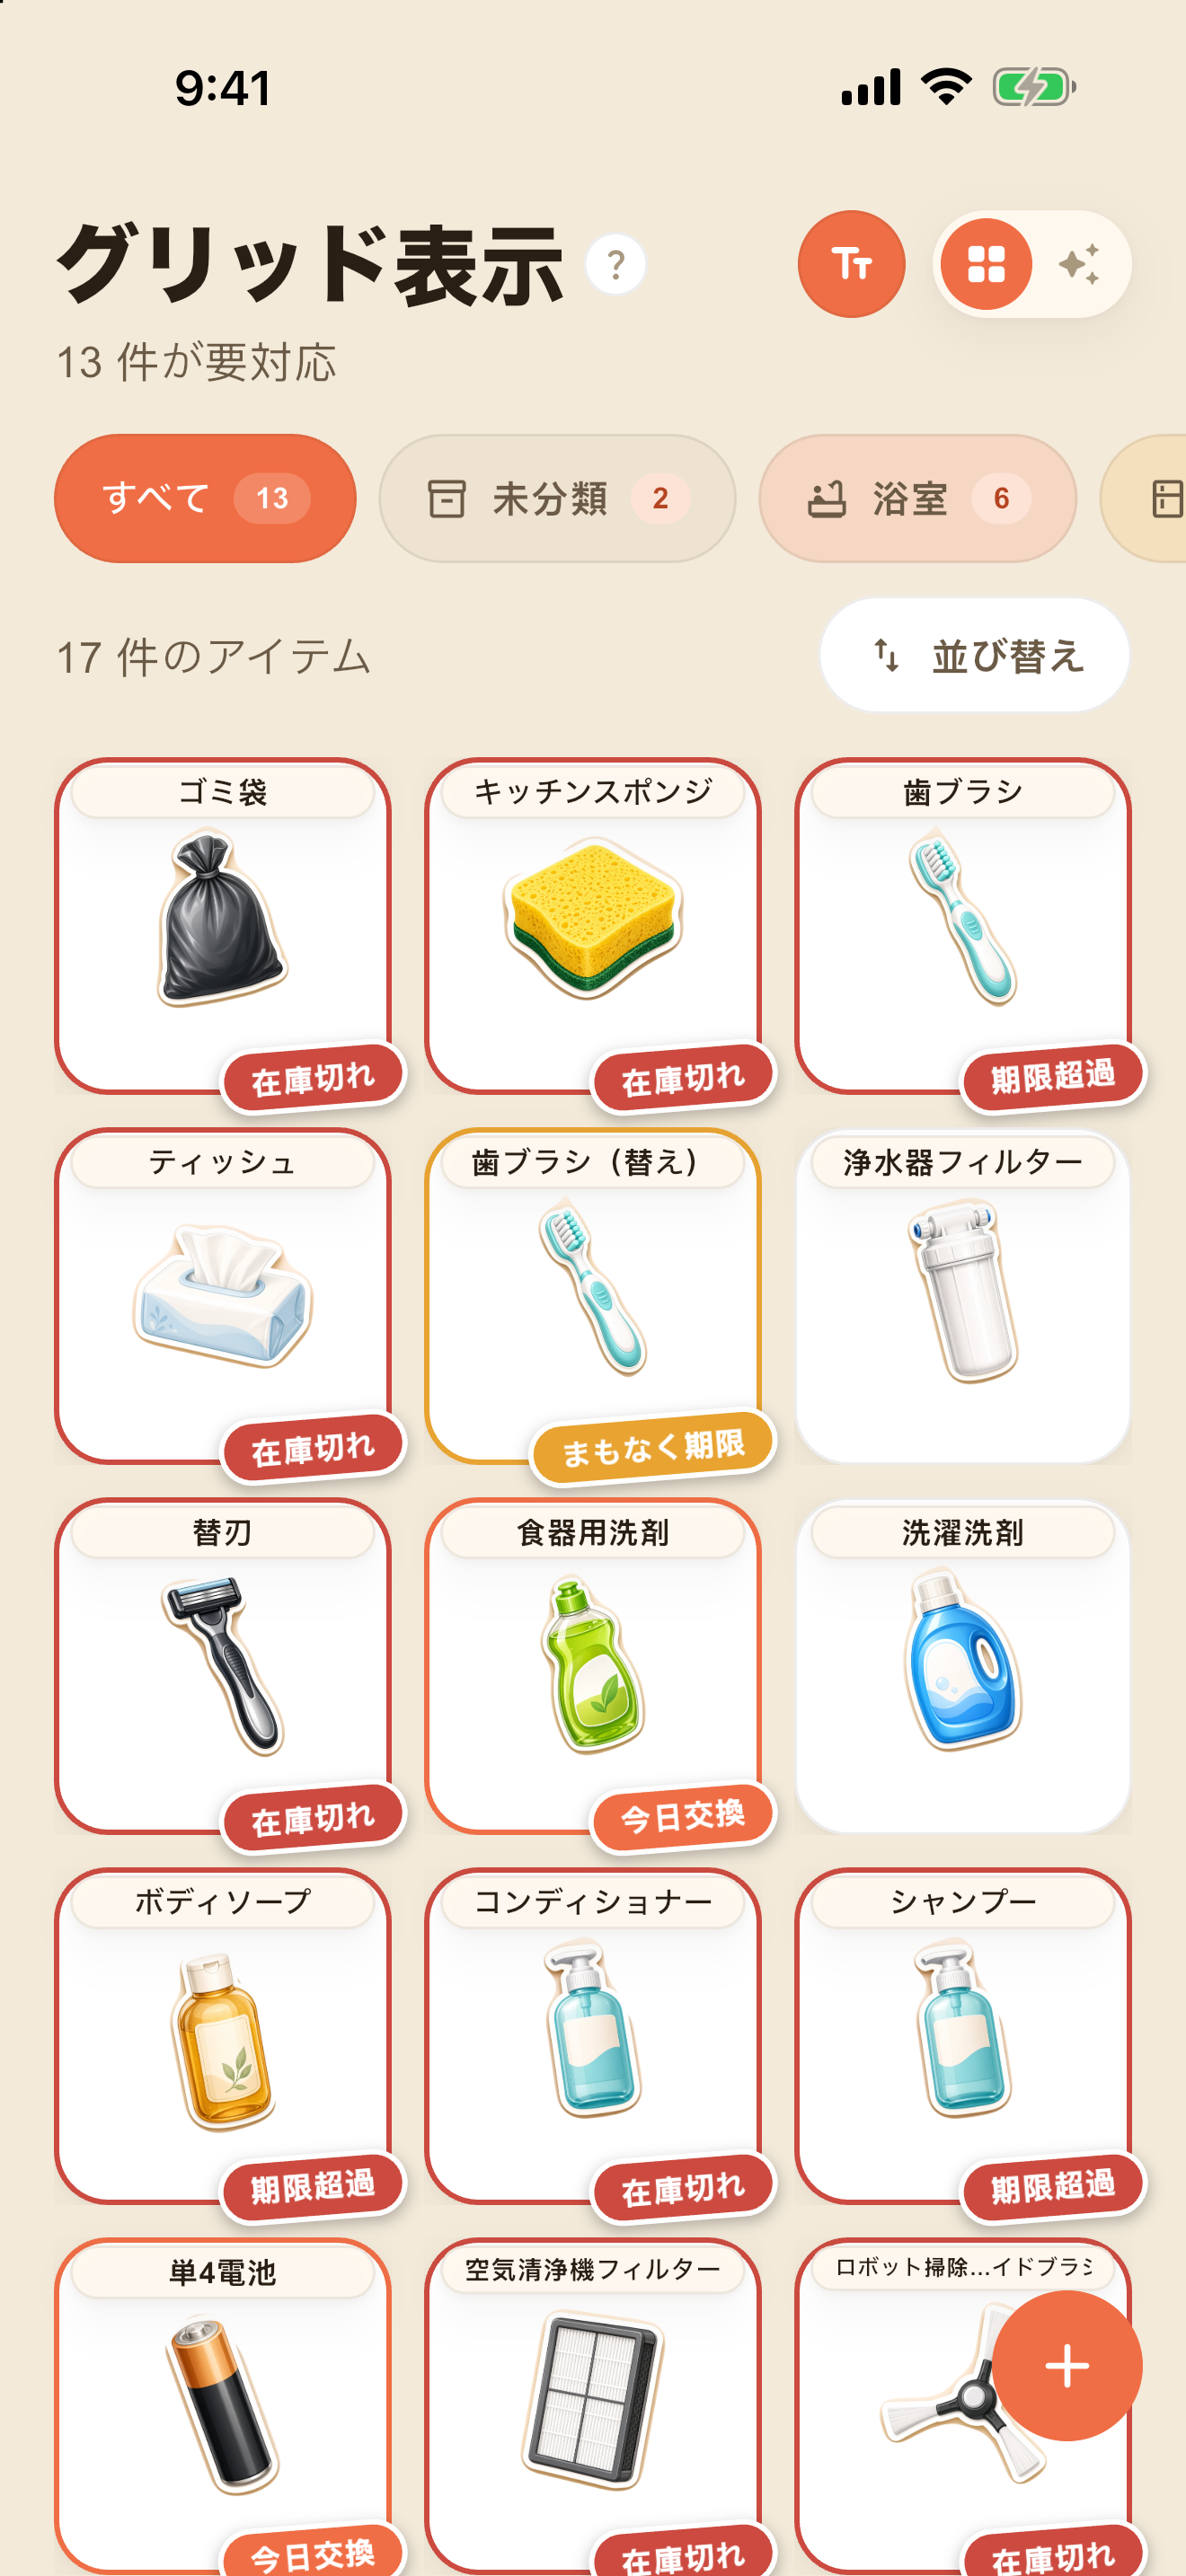 9:41
グリッド表示 ?
13 件が要対応
すべて 13 未分類 2 浴室 6
17 件のアイテム 並び替え
ゴミ袋 キッチンスポンジ 歯ブラシ
在庫切れ 在庫切れ 期限超過
ティッシュ 歯ブラシ（替え） 浄水器フィルター
在庫切れ まもなく期限
替刃 食器用洗剤 洗濯洗剤
在庫切れ 今日交換
ボディソープ コンディショナー シャンプー
期限超過 在庫切れ 期限超過
単4電池 空気清浄機フィルター ロボット掃除...イドブラシ
今日交換 在庫切れ 在庫切れ